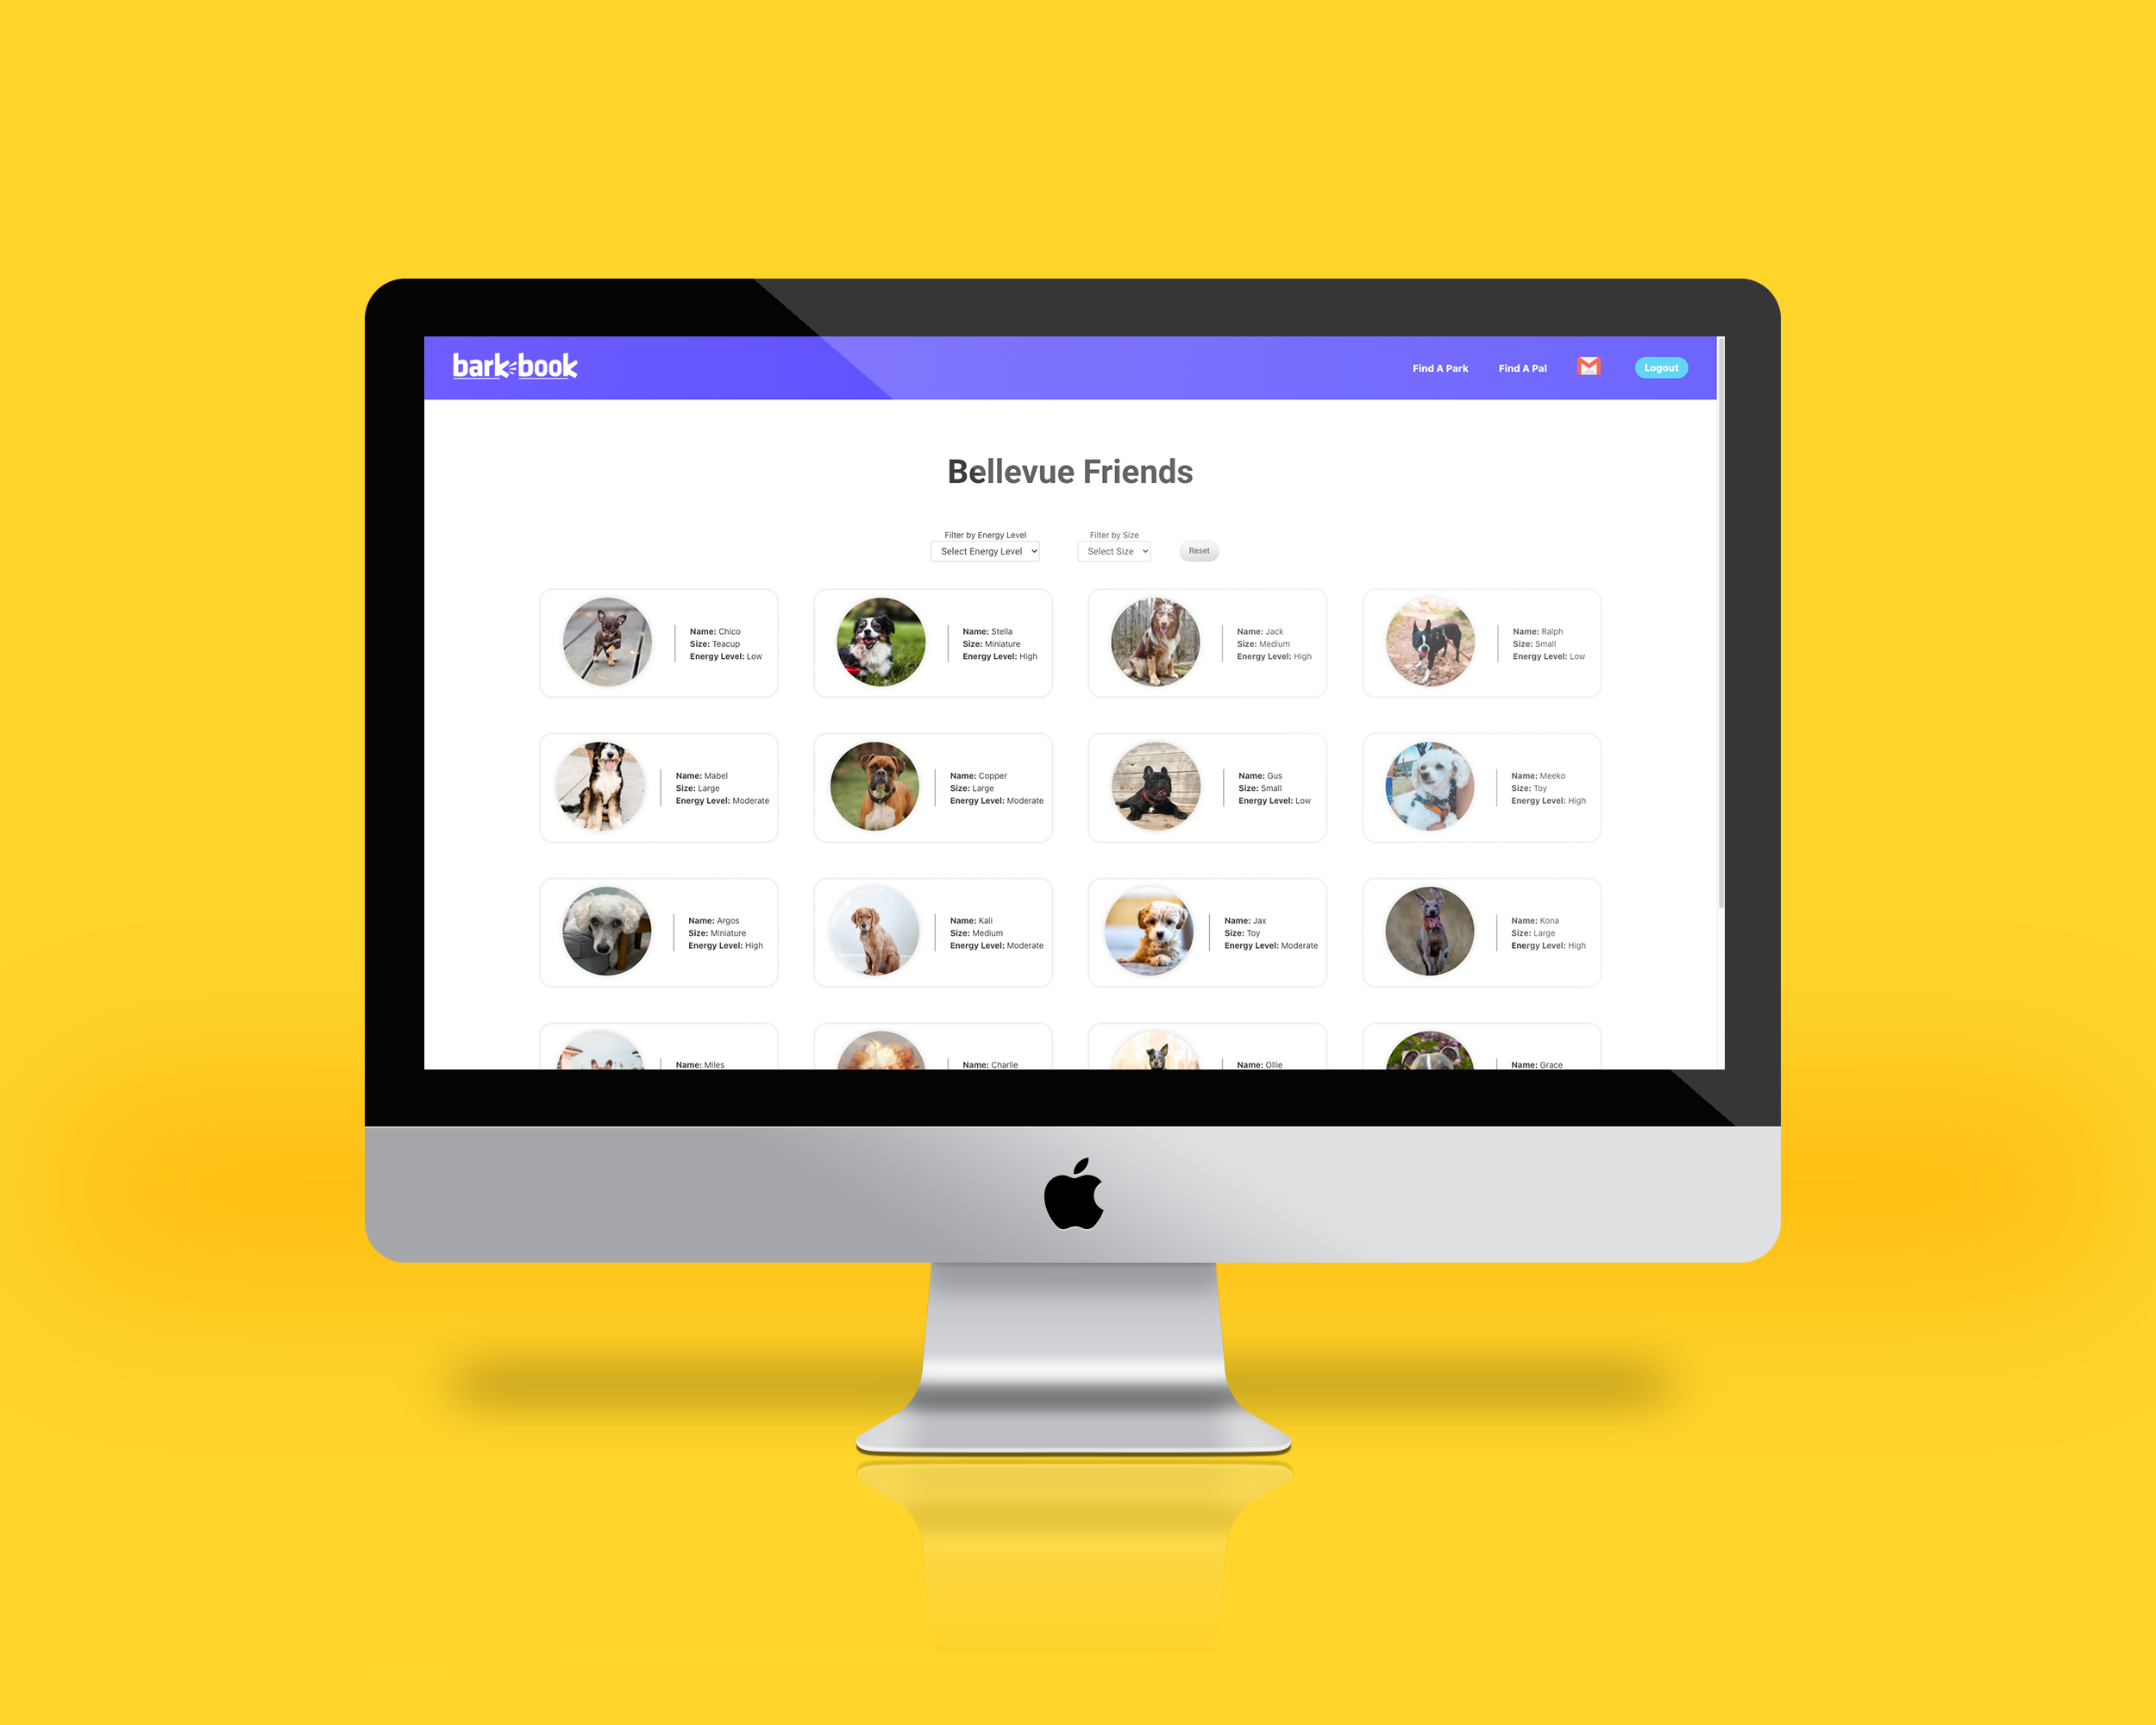 bark book
Find A Park
Find A Pal
Logout
Bellevue Friends
Filter by Energy Level
Select Energy Level
Filter by Size
Select Size
Reset
Name: Chico
Size: Teacup
Energy Level: Low
Name: Stella
Size: Miniature
Energy Level: High
Name: Jack
Size: Medium
Energy Level: High
Name: Ralph
Size: Small
Energy Level: Low
Name: Mabel
Size: Large
Energy Level: Moderate
Name: Copper
Size: Large
Energy Level: Moderate
Name: Gus
Size: Small
Energy Level: Low
Name: Meeko
Size: Toy
Energy Level: High
Name: Argos
Size: Miniature
Energy Level: High
Name: Kali
Size: Medium
Energy Level: Moderate
Name: Jax
Size: Toy
Energy Level: Moderate
Name: Kona
Size: Large
Energy Level: High
Name: Miles
Name: Charlie
Name: Ollie
Name: Grace